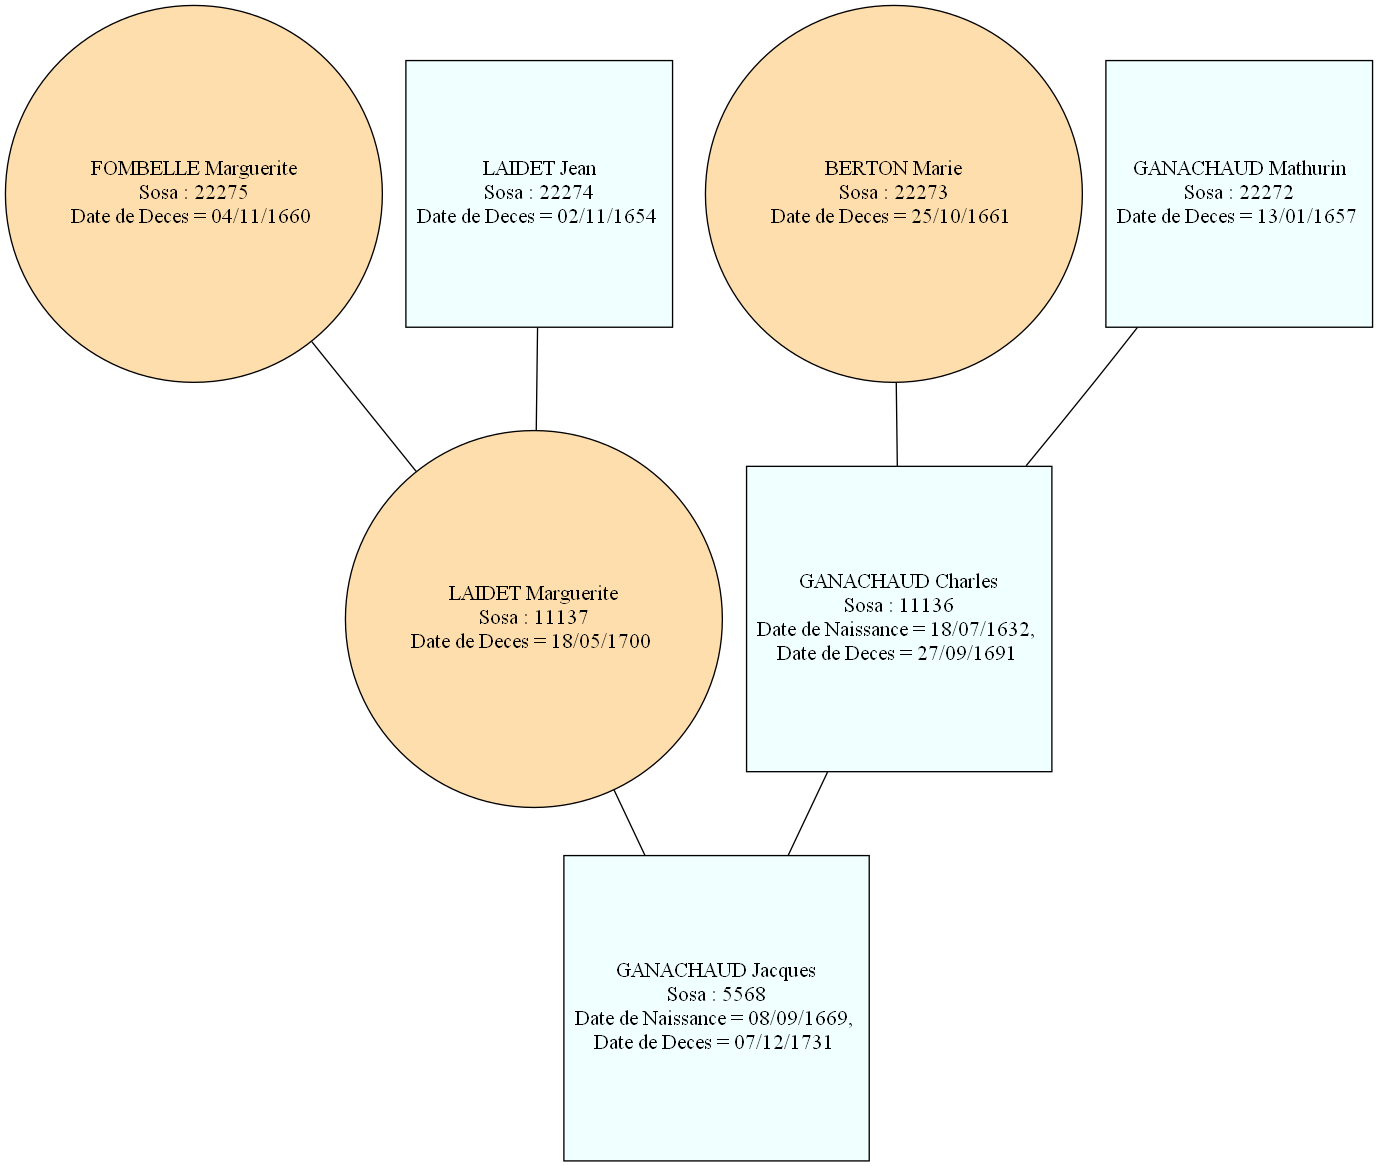 FOMBELLE Marguerite
Sosa : 22275
Date de Deces = 04/11/1660
LAIDET Jean
Sosa : 22274
Date de Deces = 02/11/1654
BERTON Marie
Sosa : 22273
Date de Deces = 25/10/1661
GANACHAUD Mathurin
Sosa : 22272
Date de Deces = 13/01/1657
LAIDET Marguerite
Sosa : 11137
Date de Deces = 18/05/1700
GANACHAUD Charles
Sosa : 11136
Date de Naissance = 18/07/1632,
Date de Deces = 27/09/1691
GANACHAUD Jacques
Sosa : 5568
Date de Naissance = 08/09/1669,
Date de Deces = 07/12/1731